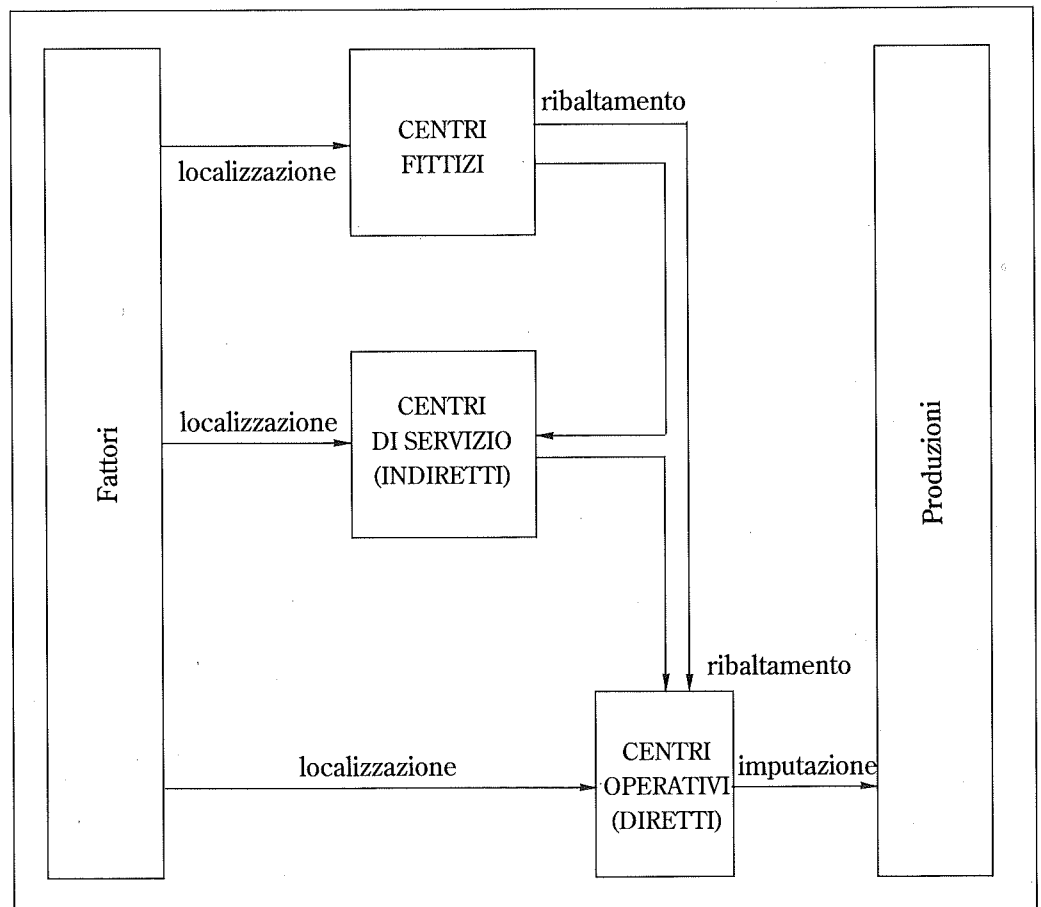 ribaltamento
CENTRI
FITTIZI
localizzazione
CENTRI
DI SERVIZIO
(INDIRETTI)
localizzazione
Fattori
Produzioni
ribaltamento
CENTRI
OPERATIVI
(DIRETTI)
localizzazione
imputazione